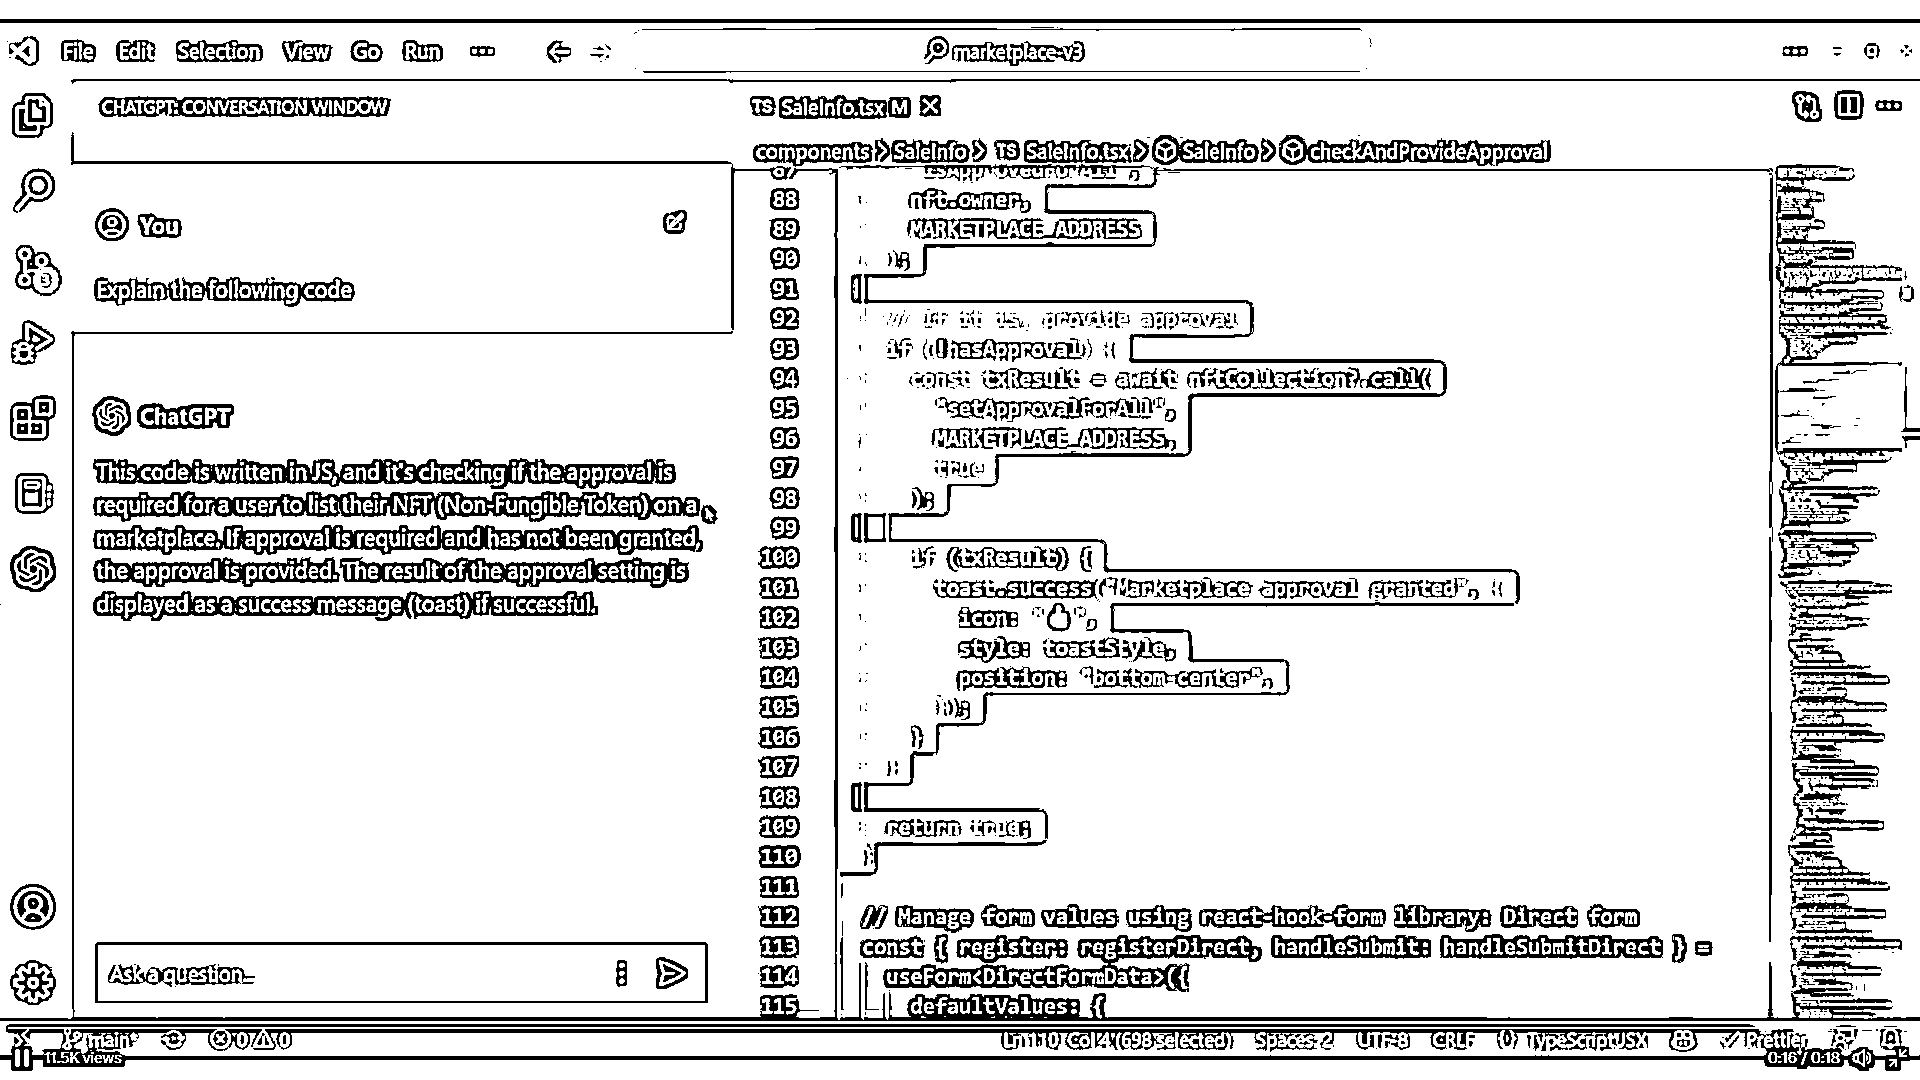 File Edit Selection View Go Run
marketplace-v3
CHATGPT: CONVERSATION WINDOW
You
Explain the following code
ChatGPT
This code is written in JS, and it's checking if the approval is
required for a user to list their NFT (Non-Fungible Token) on a
marketplace. If approval is required and has not been granted,
the approval is provided. The result of the approval setting is
displayed as a success message (toast) if successful.
Ask a question...
TS SaleInfo.tsx M
components > SaleInfo > TS SaleInfo.tsx > SaleInfo > checkAndProvideApproval
87 "isApprovedForAll",
88 nft.owner,
89 MARKETPLACE_ADDRESS
90 );
91
92 // If it is, provide approval
93 if (!hasApproval) {
94 const txResult = await nftCollection?.call(
95 "setApprovalForAll",
96 MARKETPLACE_ADDRESS,
97 true
98 );
99
100 if (txResult) {
101 toast.success("Marketplace approval granted", {
102 icon: "👍",
103 style: toastStyle,
104 position: "bottom-center",
105 });
106 }
107 }
108
109 return true;
110 }
111
112 // Manage form values using react-hook-form library: Direct form
113 const { register: registerDirect, handleSubmit: handleSubmitDirect } =
114 useForm<DirectFormData>({
115 defaultValues: {
main* 0 0 Ln 110, Col 4 (698 selected) Spaces: 2 UTF-8 CRLF {} TypeScript JSX Prettier
11.5K views 0:16 / 0:18